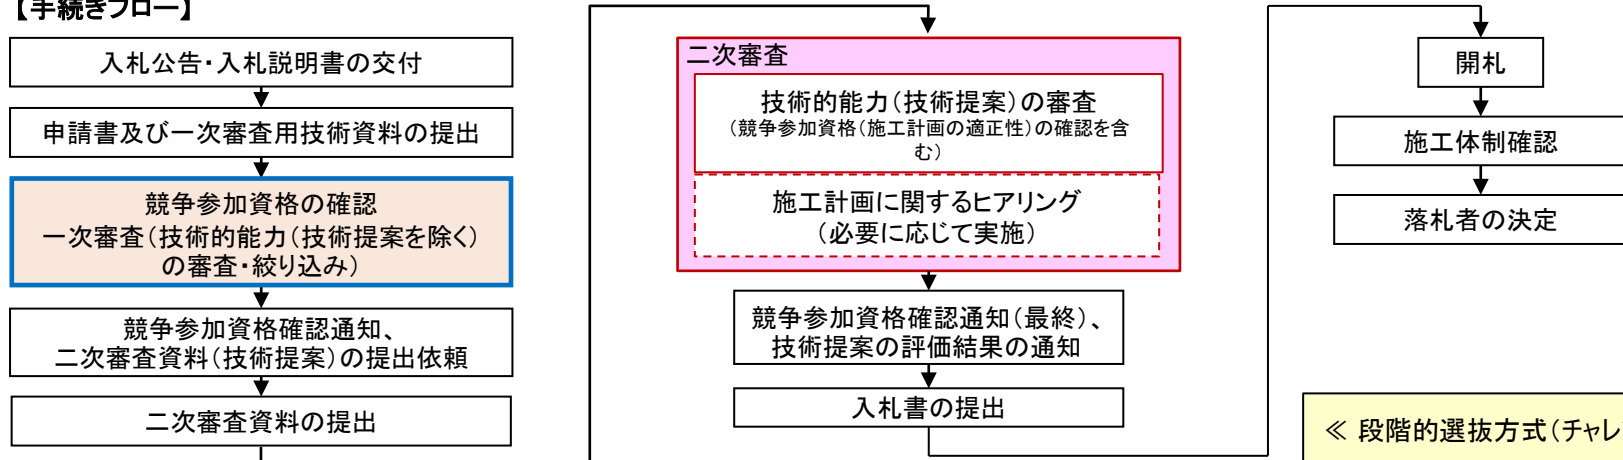 【手続きフロー】
入札公告・入札説明書の交付
申請書及び一次審査用技術資料の提出
競争参加資格の確認
一次審査（技術的能力（技術提案を除く）
の審査・絞り込み）
競争参加資格確認通知、
二次審査資料（技術提案）の提出依頼
二次審査資料の提出
二次審査
技術的能力（技術提案）の審査
（競争参加資格（施工計画の適正性）の確認を含
む）
施工計画に関するヒアリング
（必要に応じて実施）
競争参加資格確認通知（最終）、
技術提案の評価結果の通知
入札書の提出
開札
施工体制確認
落札者の決定
≪ 段階的選抜方式（チャレ